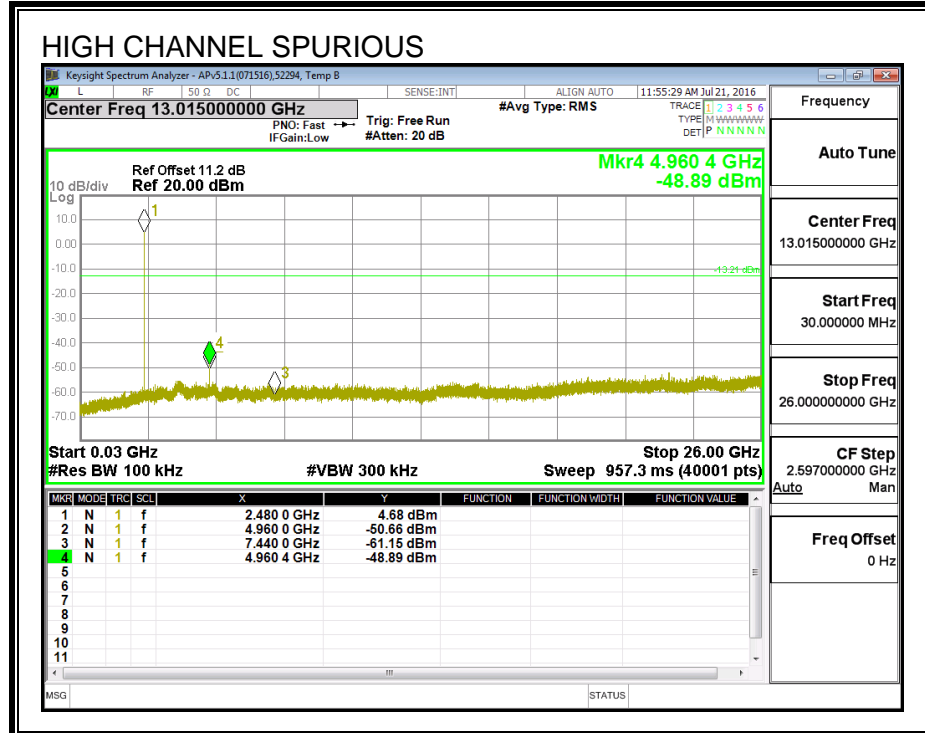 HIGH CHANNEL SPURIOUS
Keysight Spectrum Analyzer - APv5.1.1(071516),52294, Temp B
LXI L RF 50 Ω DC SENSE:INT ALIGN AUTO 11:55:29 AM Jul 21, 2016
Center Freq 13.015000000 GHz
PNO: Fast
IFGain:Low
Trig: Free Run
#Atten: 20 dB
#Avg Type: RMS
TRACE 1 2 3 4 5 6
TYPE M WWWWW
DET P N N N N N
Mkr4 4.960 4 GHz
-48.89 dBm
Ref Offset 11.2 dB
10 dB/div Ref 20.00 dBm
Log
10.0
0.00
-10.0
-20.0
-30.0
-40.0
-50.0
-60.0
-70.0
1
4
3
-13.21 dBm
Start 0.03 GHz Stop 26.00 GHz
#Res BW 100 kHz #VBW 300 kHz Sweep 957.3 ms (40001 pts)
MKR MODE TRC SCL X Y FUNCTION FUNCTION WIDTH FUNCTION VALUE
1 N 1 f 2.480 0 GHz 4.68 dBm
2 N 1 f 4.960 0 GHz -50.66 dBm
3 N 1 f 7.440 0 GHz -61.15 dBm
4 N 1 f 4.960 4 GHz -48.89 dBm
5
6
7
8
9
10
11
MSG STATUS
Frequency
Auto Tune
Center Freq
13.015000000 GHz
Start Freq
30.000000 MHz
Stop Freq
26.000000000 GHz
CF Step
2.597000000 GHz
Auto Man
Freq Offset
0 Hz